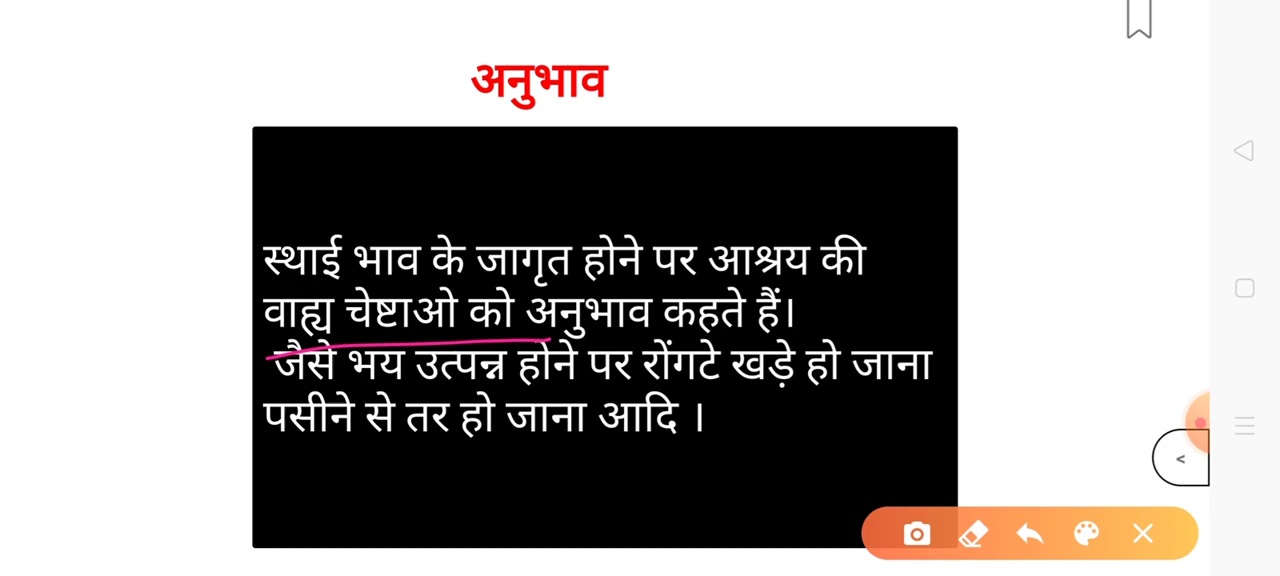 अनुभाव
स्थाई भाव के जागृत होने पर आश्रय की
वाह्य चेष्टाओ को अनुभाव कहते हैं।
जैसे भय उत्पन्न होने पर रोंगटे खड़े हो जाना
पसीने से तर हो जाना आदि ।